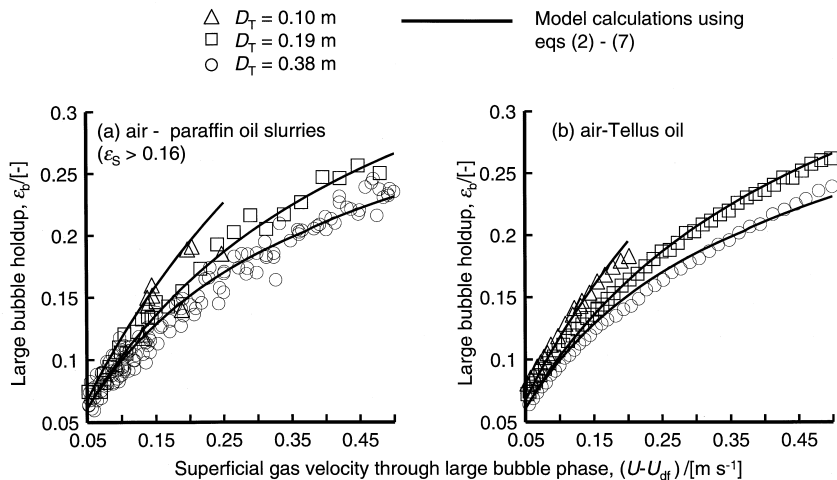 D_T = 0.10 m
D_T = 0.19 m
D_T = 0.38 m
Model calculations using
eqs (2) - (7)
(a) air - paraffin oil slurries
(ε_S > 0.16)
Large bubble holdup, ε_b/[-]
0.3
0.25
0.2
0.15
0.1
0.05
0.05 0.15 0.25 0.35 0.45
(b) air-Tellus oil
Large bubble holdup, ε_b/[-]
0.3
0.25
0.2
0.15
0.1
0.05
0.05 0.15 0.25 0.35 0.45
Superficial gas velocity through large bubble phase, (U-U_df)/[m s⁻¹]